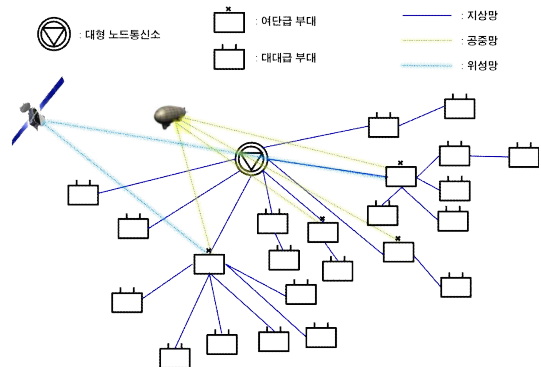 : 대형 노드통신소
: 여단급 부대
: 대대급 부대
: 지상망
: 공중망
: 위성망